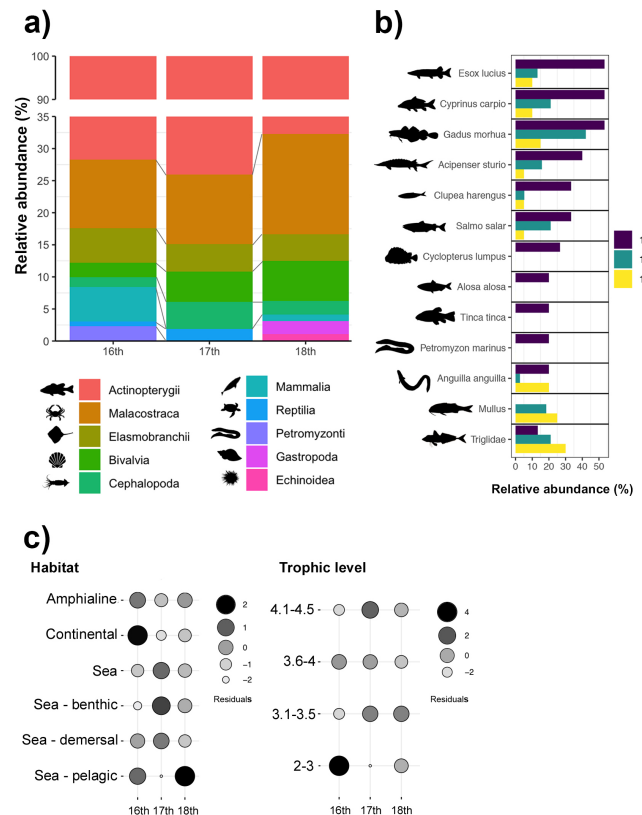 a)
Relative abundance (%)
100
90
35
30
25
20
15
10
5
0
16th 17th 18th
Actinopterygii
Malacostraca
Elasmobranchii
Bivalvia
Cephalopoda
Mammalia
Reptilia
Petromyzonti
Gastropoda
Echinoidea
b)
Esox lucius
Cyprinus carpio
Gadus morhua
Acipenser sturio
Clupea harengus
Salmo salar
Cyclopterus lumpus
Alosa alosa
Tinca tinca
Petromyzon marinus
Anguilla anguilla
Mullus
Triglidae
0 10 20 30 40 50
Relative abundance (%)
1
1
1
c)
Habitat
Amphialine
Continental
Sea
Sea - benthic
Sea - demersal
Sea - pelagic
16th 17th 18th
2
1
0
−1
−2
Residuals
Trophic level
4.1-4.5
3.6-4
3.1-3.5
2-3
16th 17th 18th
4
2
0
−2
Residuals